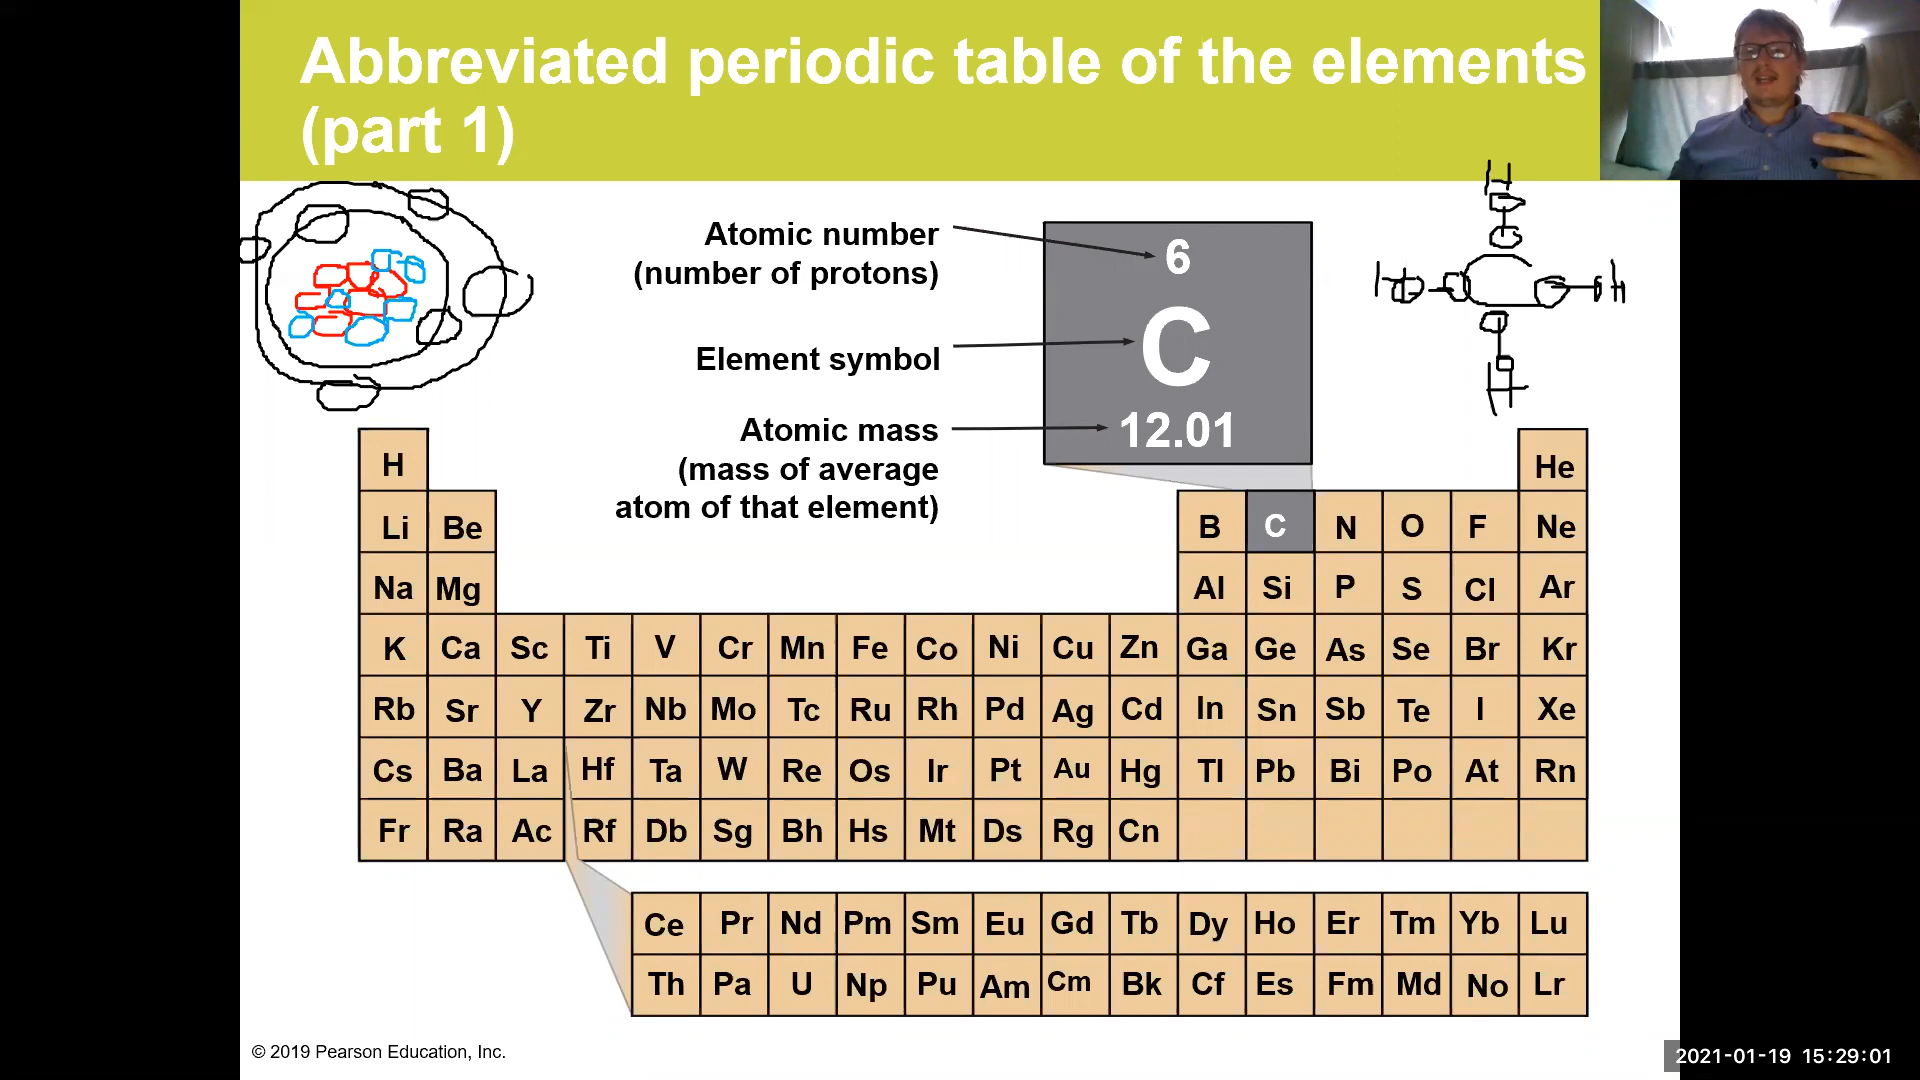 Abbreviated periodic table of the elements
(part 1)
H
Atomic number
(number of protons)
6
H
H
Element symbol
C
H
Atomic mass
(mass of average
atom of that element)
12.01
H He
Li Be B C N O F Ne
Na Mg Al Si P S Cl Ar
K Ca Sc Ti V Cr Mn Fe Co Ni Cu Zn Ga Ge As Se Br Kr
Rb Sr Y Zr Nb Mo Tc Ru Rh Pd Ag Cd In Sn Sb Te I Xe
Cs Ba La Hf Ta W Re Os Ir Pt Au Hg Tl Pb Bi Po At Rn
Fr Ra Ac Rf Db Sg Bh Hs Mt Ds Rg Cn
Ce Pr Nd Pm Sm Eu Gd Tb Dy Ho Er Tm Yb Lu
Th Pa U Np Pu Am Cm Bk Cf Es Fm Md No Lr
© 2019 Pearson Education, Inc.
2021-01-19 15:29:01